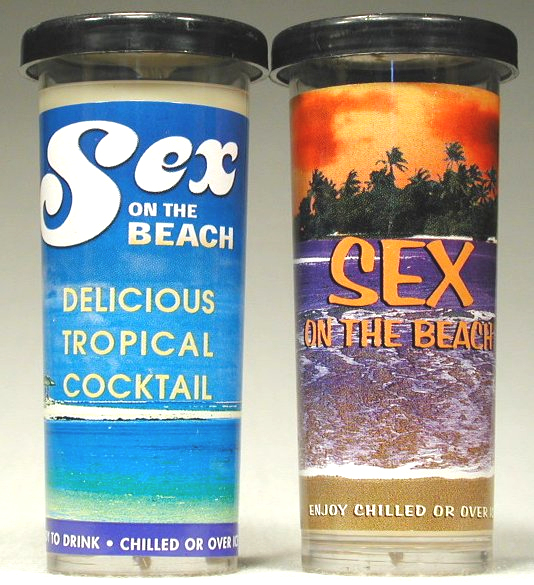 Sex
ON THE
BEACH
DELICIOUS
TROPICAL
COCKTAIL
TO DRINK • CHILLED OR OVER
SEX
ON THE BEACH
ENJOY CHILLED OR OVER